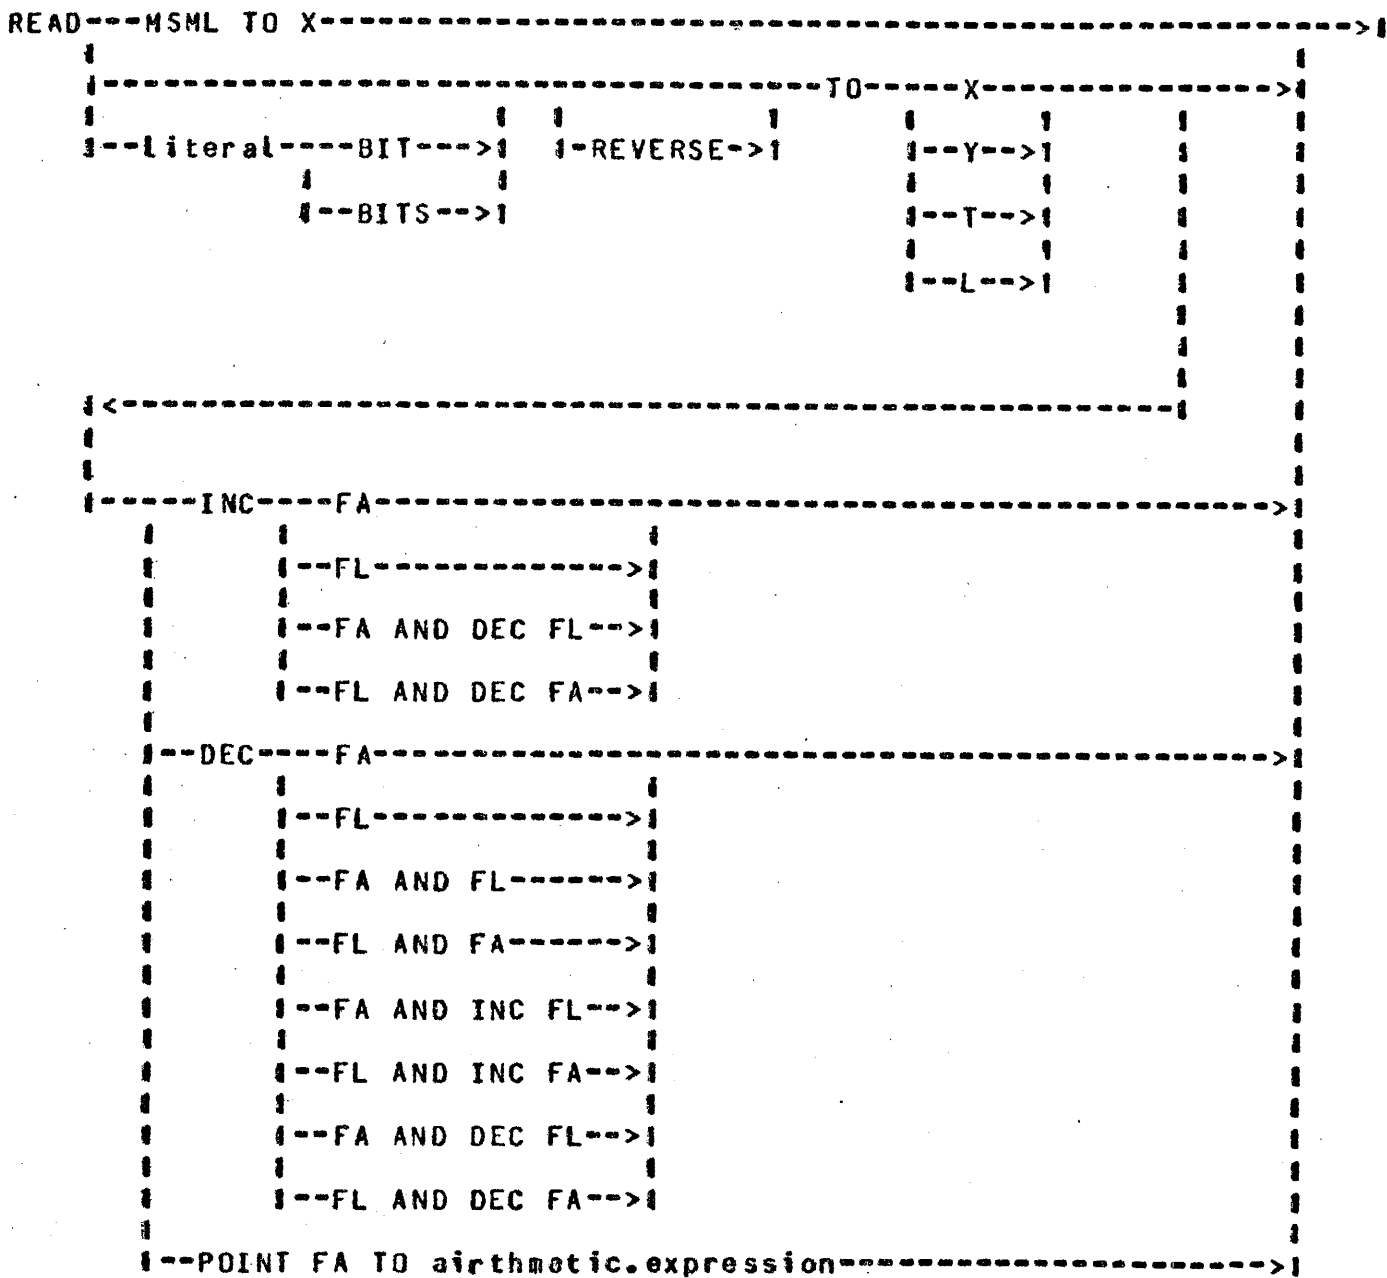 READ---MSML TO X------------------------------------------------------>|
TO-----X--------------->|
|--literal----BIT--->| |-REVERSE->| |--Y-->|
|--BITS-->| |--T-->|
|--L-->|
|<------------------------------------------------------|
|-----INC----FA---------------------------------------------->|
|--FL------------->|
|--FA AND DEC FL-->|
|--FL AND DEC FA-->|
|--DEC----FA---------------------------------------------->|
|--FL------------->|
|--FA AND FL------>|
|--FL AND FA------>|
|--FA AND INC FL-->|
|--FL AND INC FA-->|
|--FA AND DEC FL-->|
|--FL AND DEC FA-->|
|--POINT FA TO airthmatic.expression---------------------->|